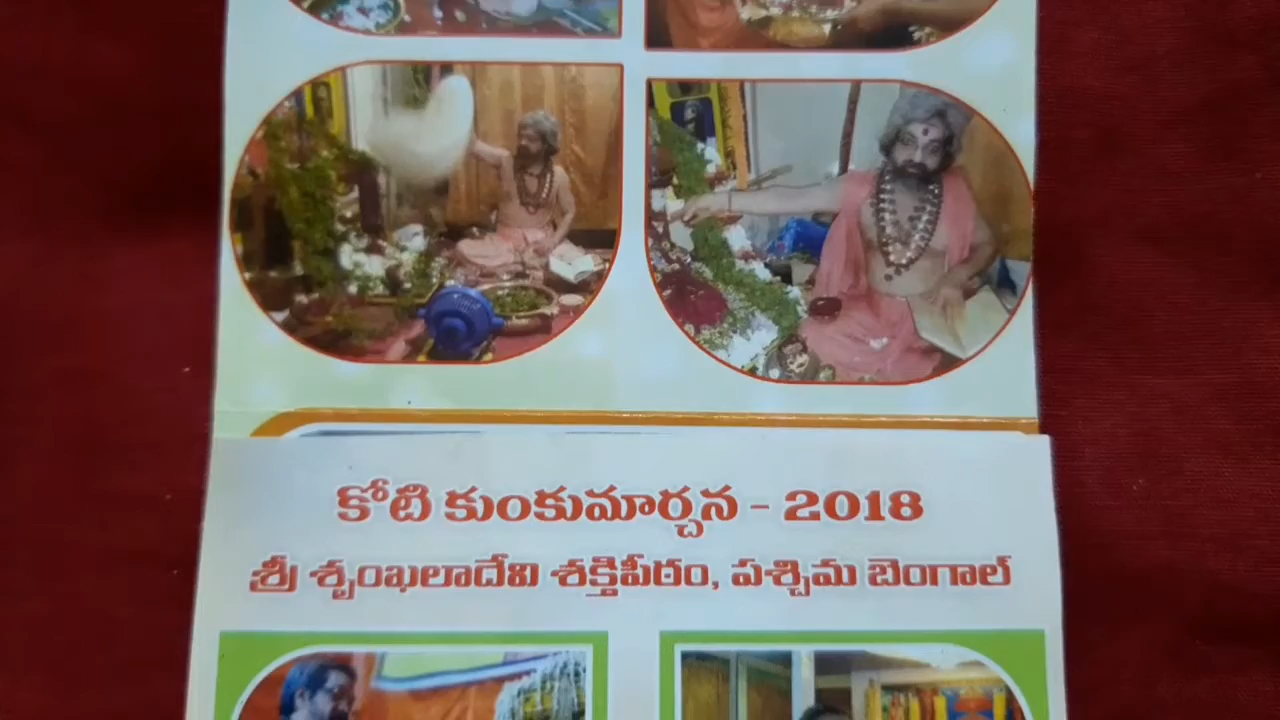 కోటి కుంకుమార్చన - 2018
శ్రీ శృంఖలాదేవి శక్తిపీఠం, పశ్చిమ బెంగాల్